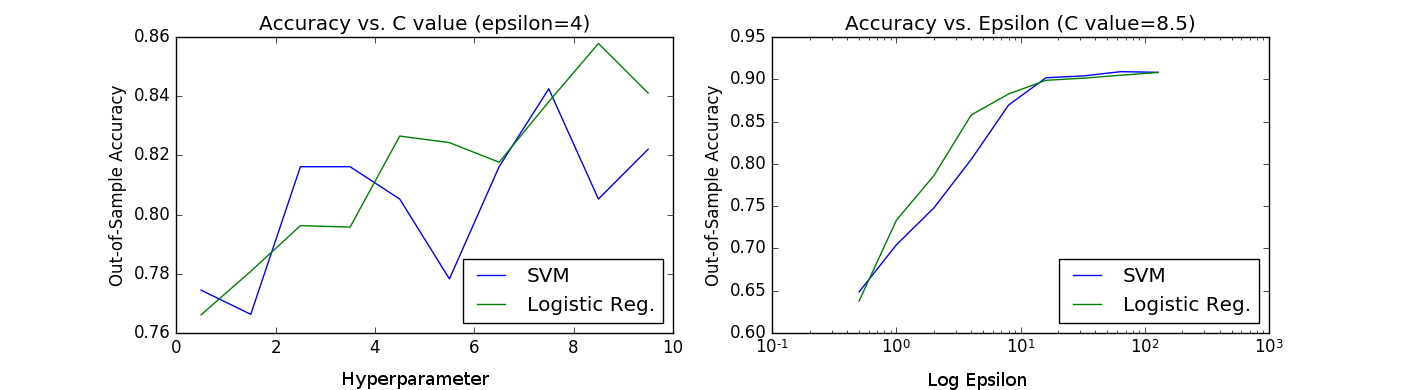 Accuracy vs. C value (epsilon=4)
Out-of-Sample Accuracy
0.86
0.84
0.82
0.80
0.78
0.76
0 2 4 6 8 10
Hyperparameter
SVM
Logistic Reg.
Accuracy vs. Epsilon (C value=8.5)
Out-of-Sample Accuracy
0.95
0.90
0.85
0.80
0.75
0.70
0.65
0.60
10⁻¹ 10⁰ 10¹ 10² 10³
Log Epsilon
SVM
Logistic Reg.